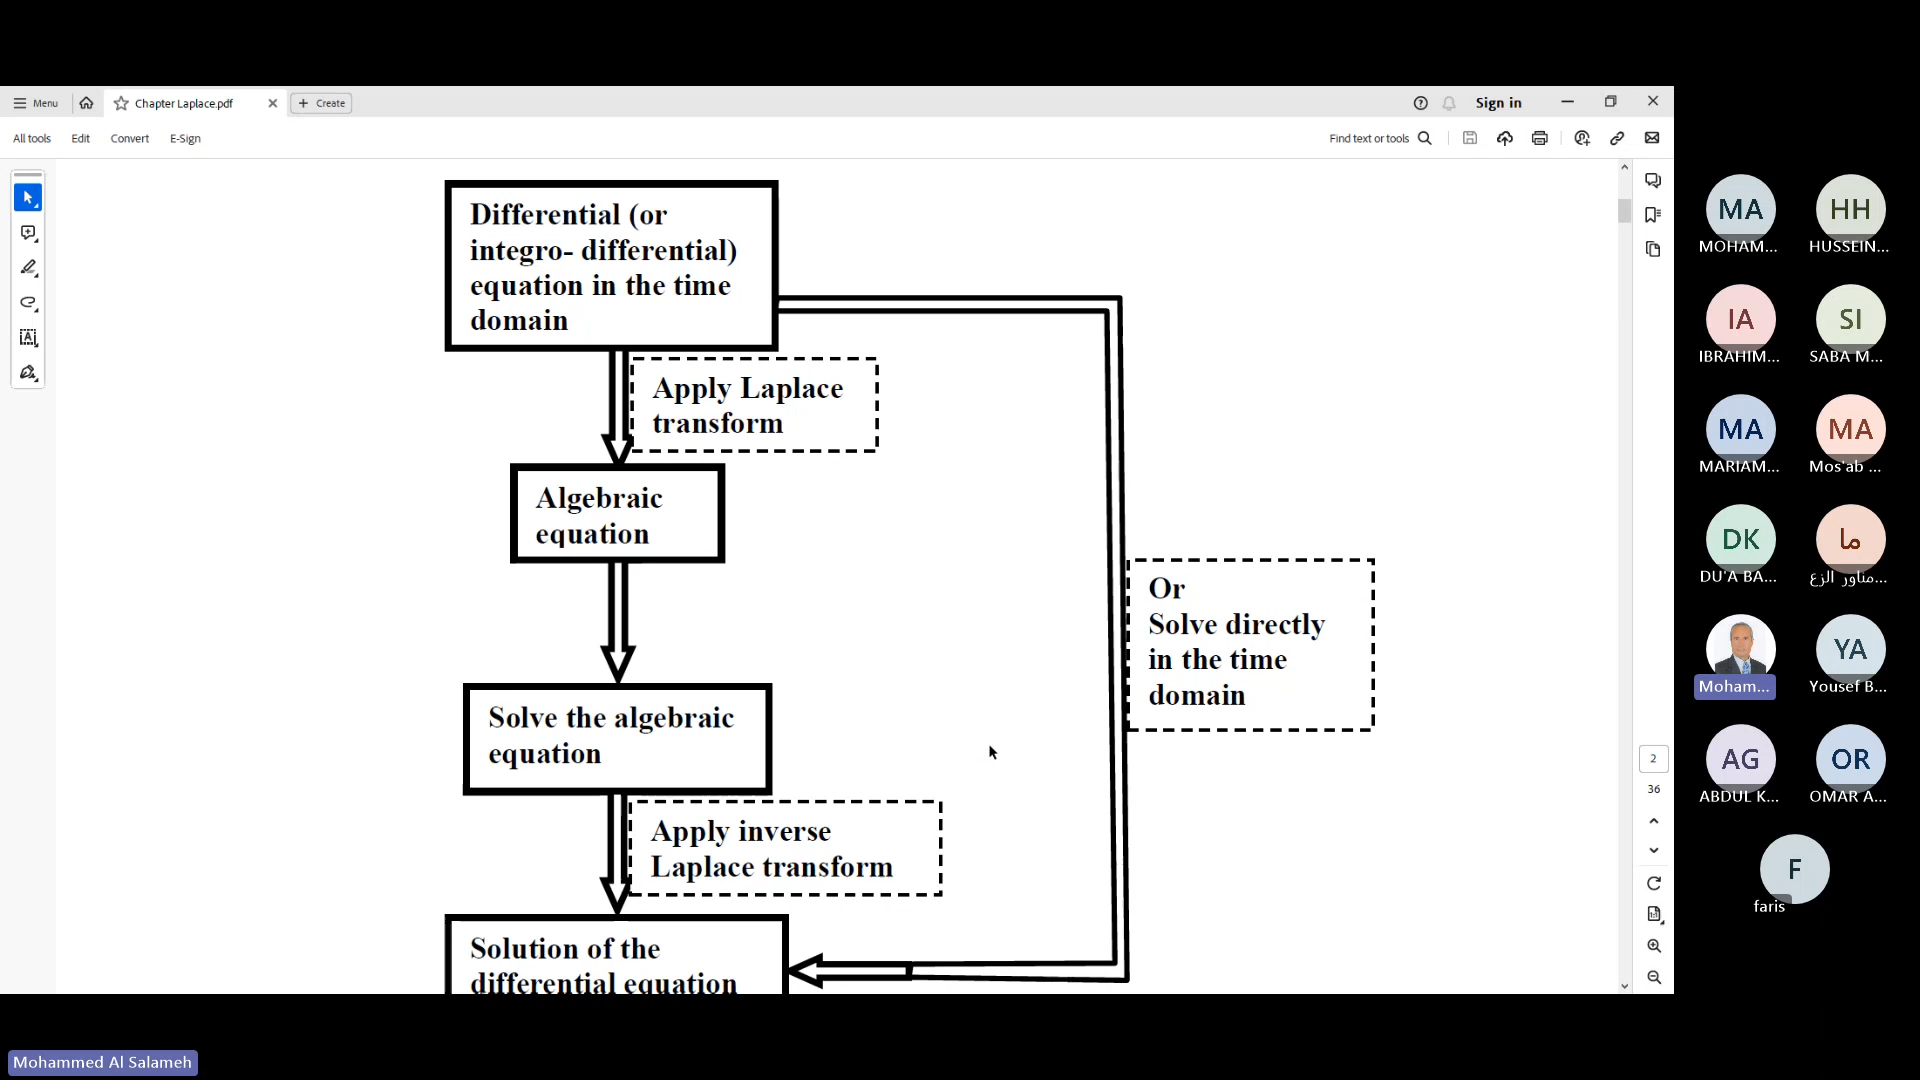 Menu
Chapter Laplace.pdf
Create
Sign in
All tools
Edit
Convert
E-Sign
Find text or tools
Differential (or
integro- differential)
equation in the time
domain
Apply Laplace
transform
Algebraic
equation
Or
Solve directly
in the time
domain
Solve the algebraic
equation
Apply inverse
Laplace transform
Solution of the
differential equation
2
36
MA
MOHAM...
HH
HUSSEIN...
IA
IBRAHIM...
SI
SABA M...
MA
MARIAM...
MA
Mos'ab ...
DK
DU'A BA...
ما
مناور الزع...
Moham...
YA
Yousef B...
AG
ABDUL K...
OR
OMAR A...
F
faris
Mohammed Al Salameh